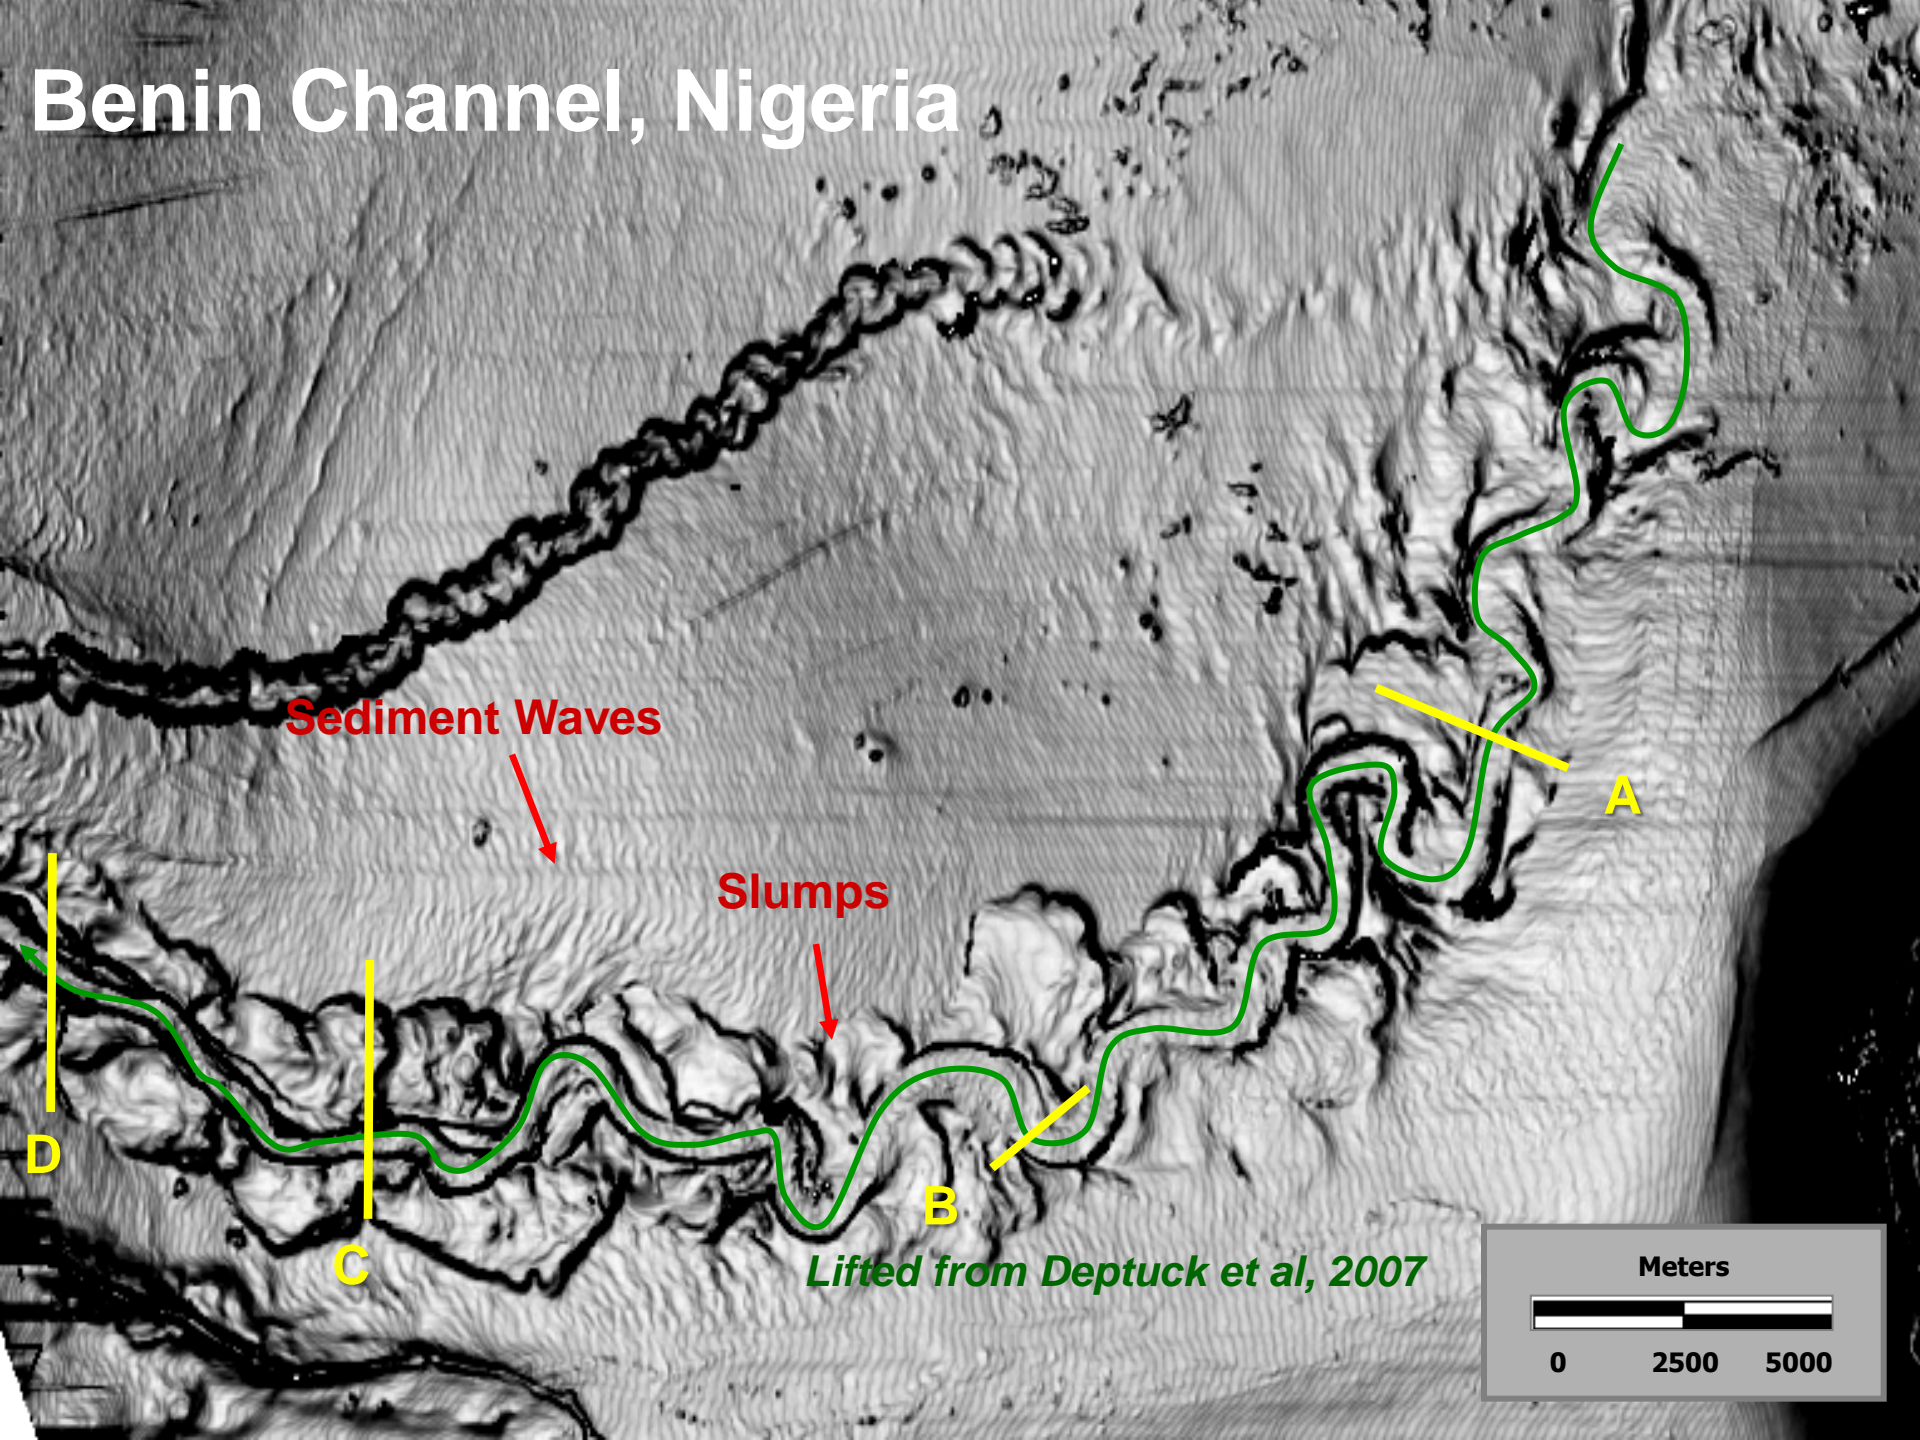 Benin Channel, Nigeria
Sediment Waves
A
Slumps
D
B
C
Lifted from Deptuck et al, 2007
Meters
0 2500 5000